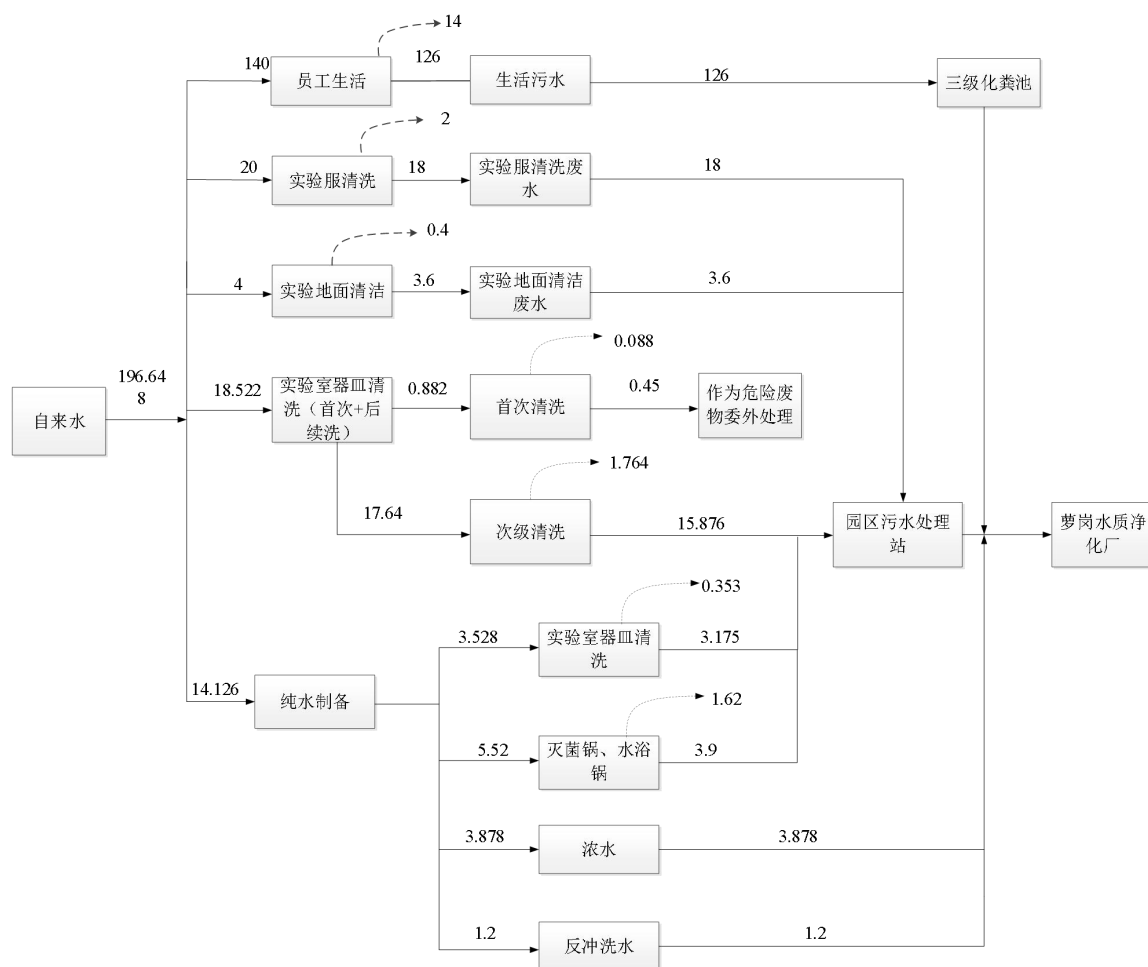 14
140
员工生活
126
生活污水
126
三级化粪池
2
20
实验服清洗
18
实验服清洗废
水
18
0.4
4
实验地面清洁
3.6
实验地面清洁
废水
3.6
0.088
自来水
196.64
8
18.522
实验室器皿清
洗（首次+后
续洗）
0.882
首次清洗
0.45
作为危险废
物委外处理
1.764
17.64
次级清洗
15.876
园区污水处理
站
萝岗水质净
化厂
0.353
3.528
实验室器皿清
洗
3.175
14.126
纯水制备
1.62
5.52
灭菌锅、水浴
锅
3.9
3.878
浓水
3.878
1.2
反冲洗水
1.2